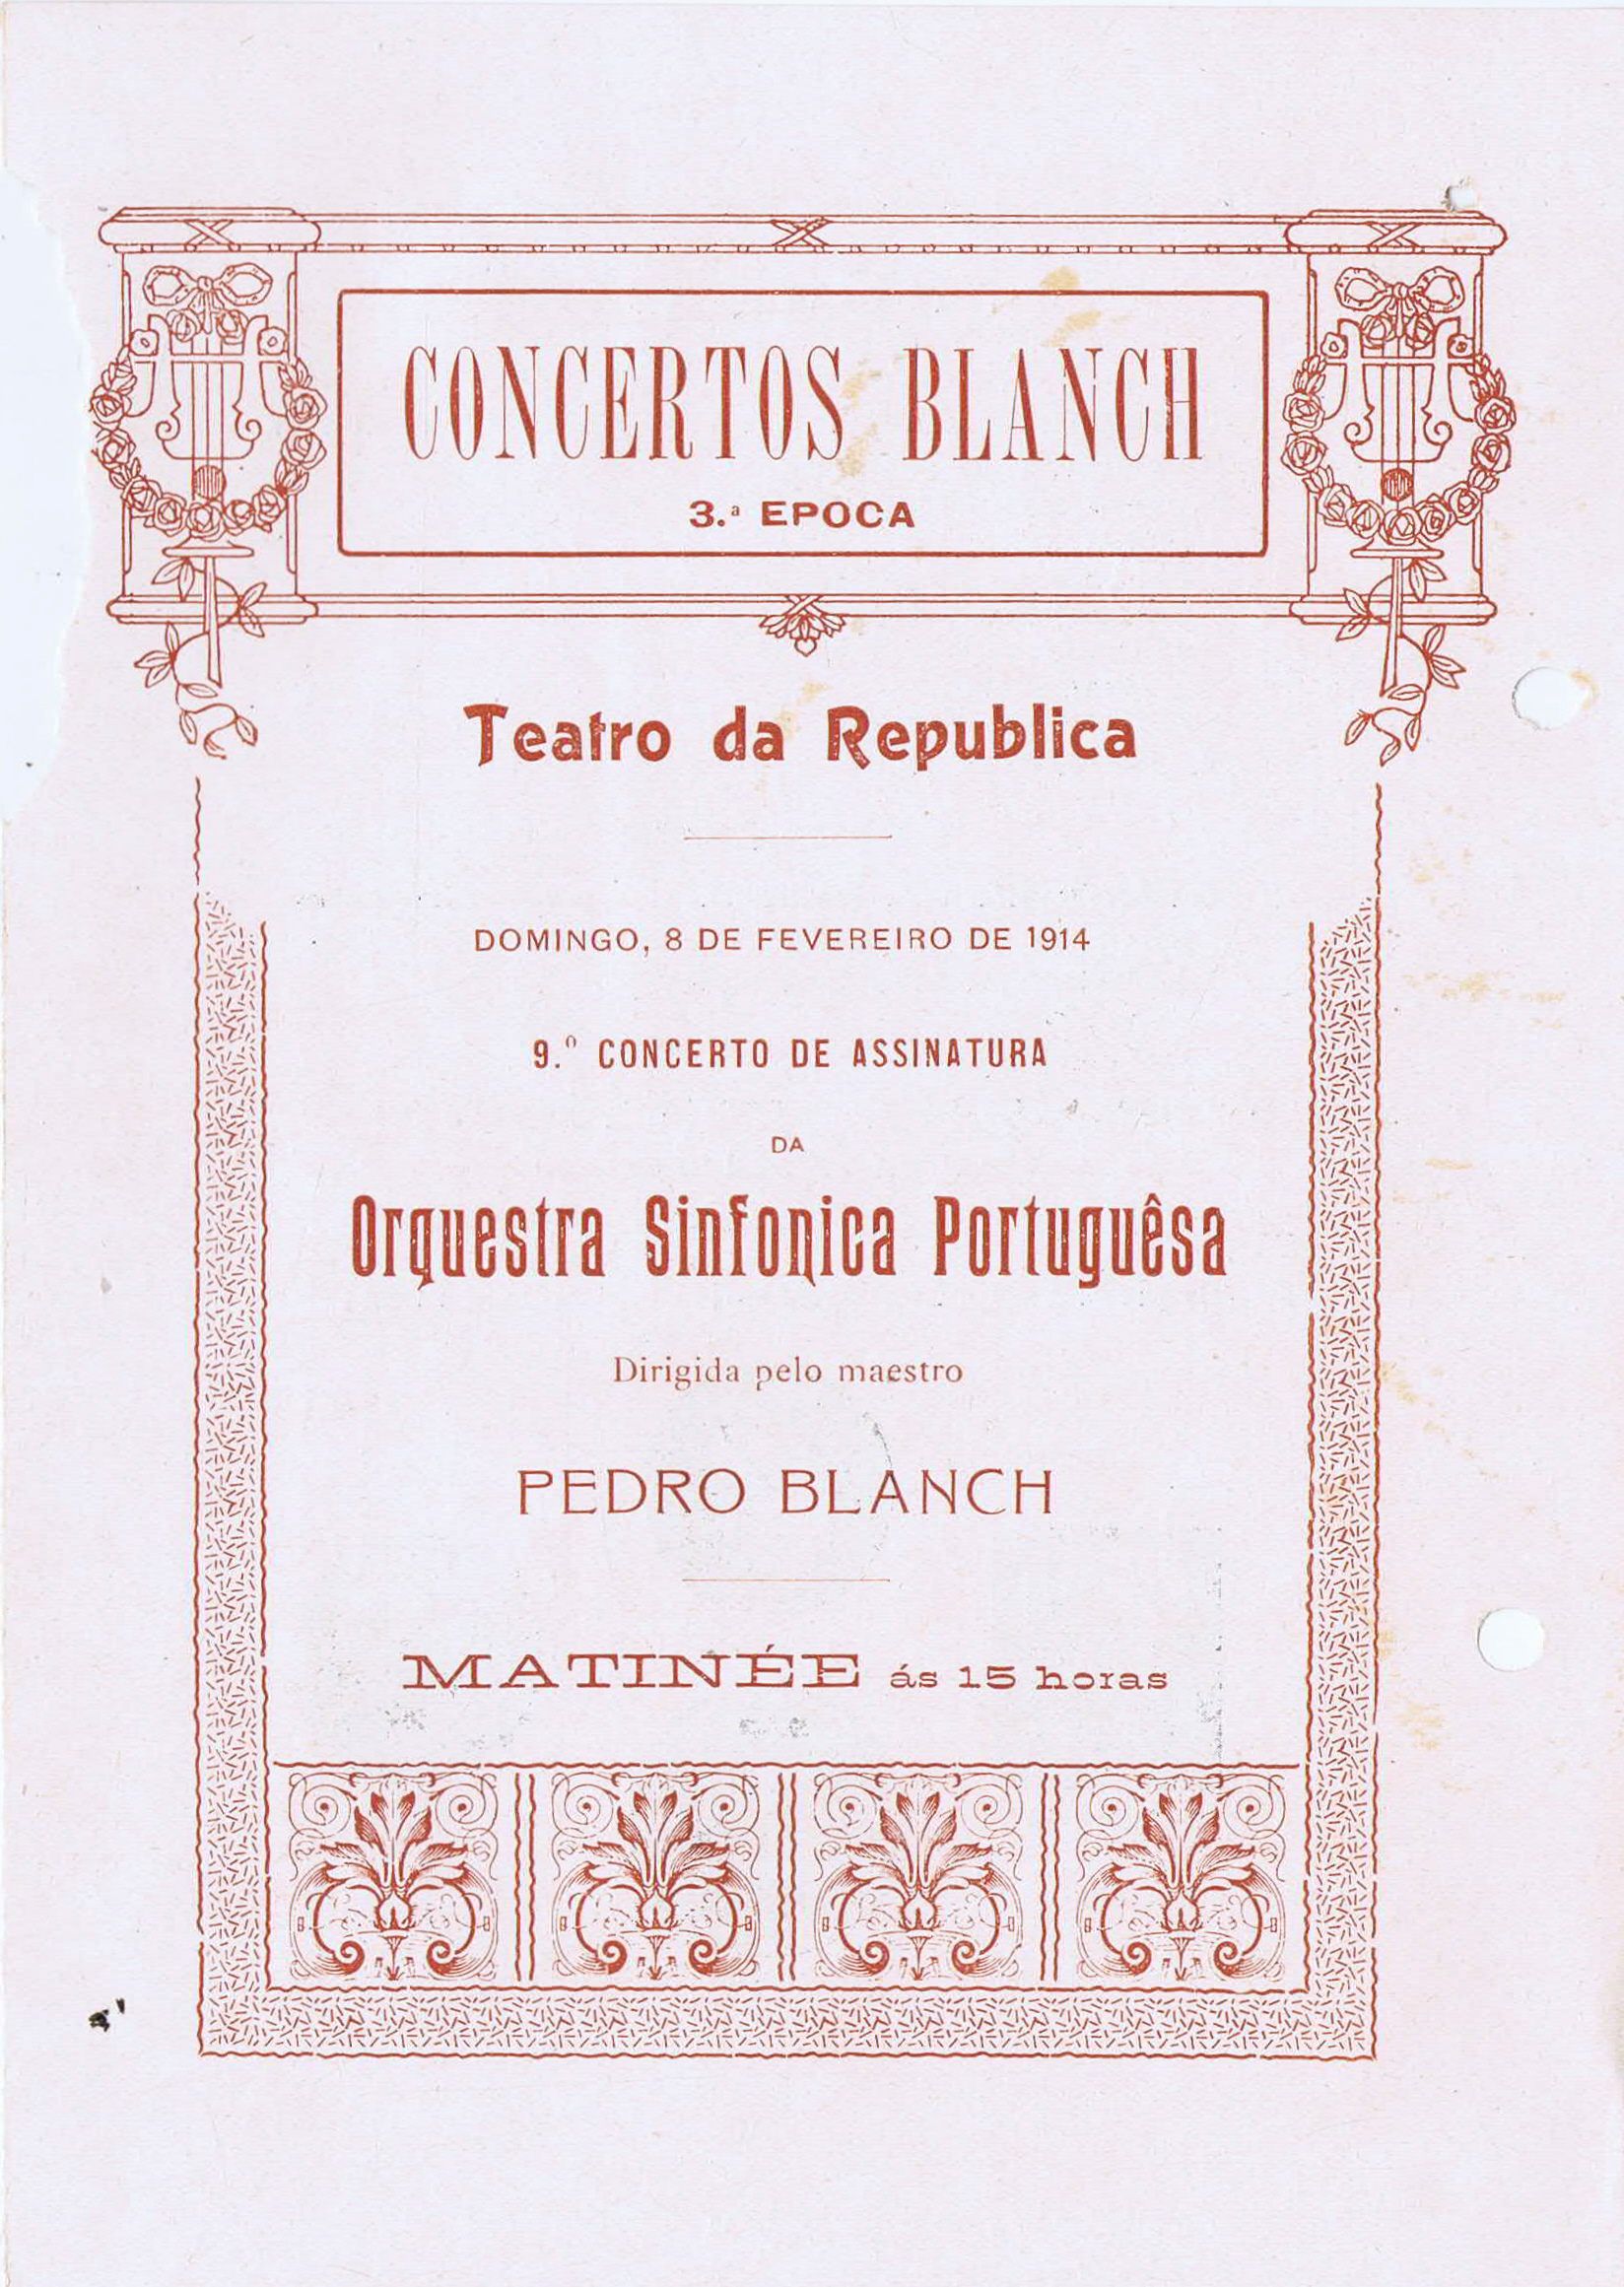 CONCERTOS BLANCH
3.ª EPOCA
Teatro da Republica
DOMINGO, 8 DE FEVEREIRO DE 1914
9.º CONCERTO DE ASSINATURA
DA
Orquestra Sinfonica Portuguêsa
Dirigida pelo maestro
PEDRO BLANCH
MATINÉE ás 15 horas